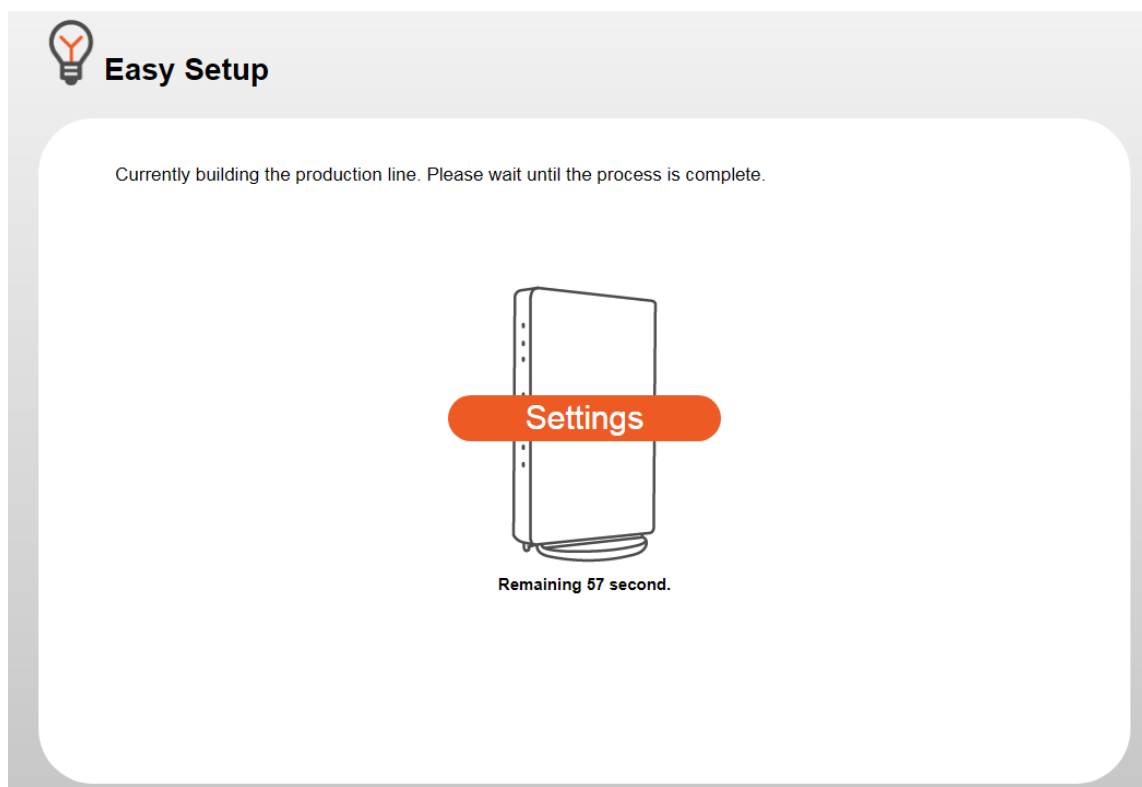 Easy Setup
Currently building the production line. Please wait until the process is complete.
Settings
Remaining 57 second.